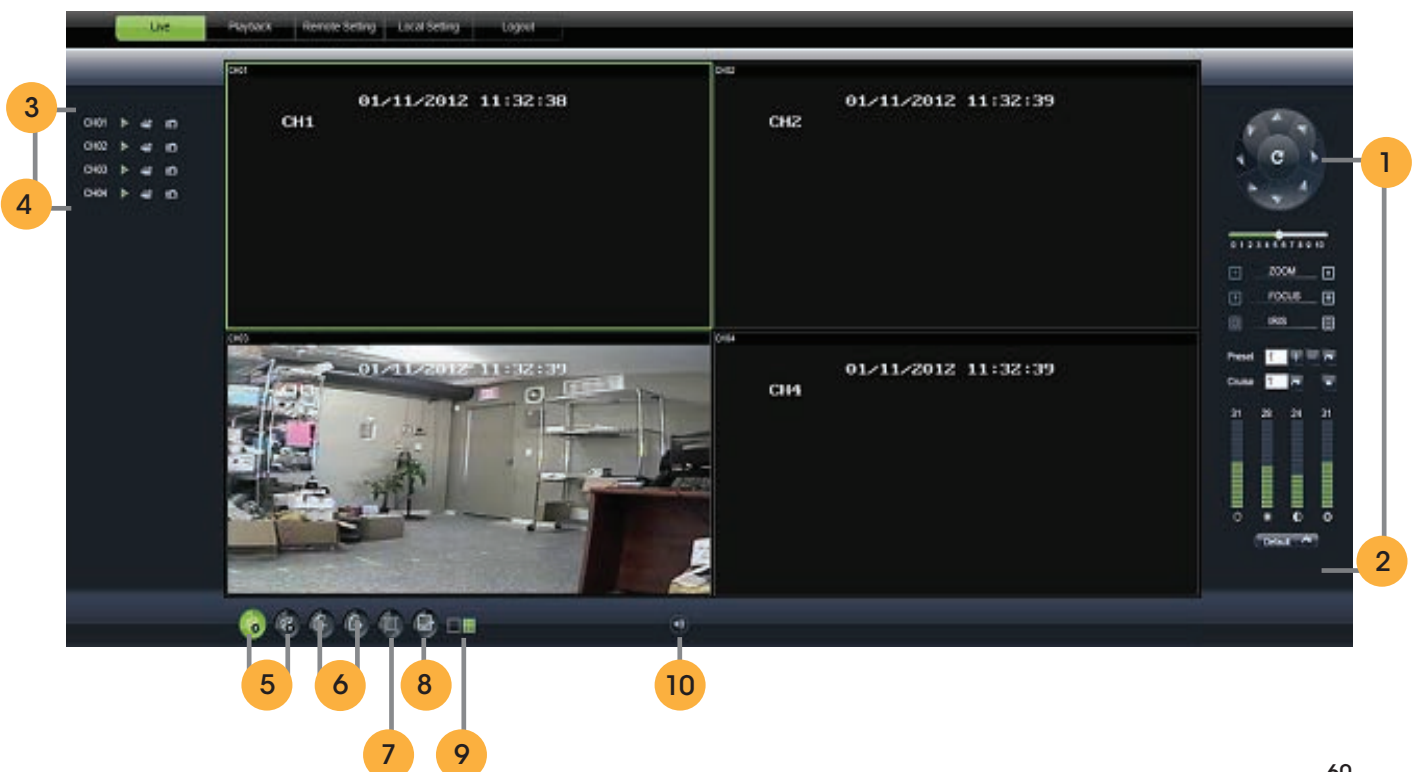 Live Playback Remote Setting Local Setting Logout
CH01 CH02
01/11/2012 11:32:38 01/11/2012 11:32:39
CH1 CH2
3
CH01
CH02
CH03
CH04
4
1
0 1 2 3 4 5 6 7 8 9 10
ZOOM
FOCUS
IRIS
Preset 1
Cruise 1
31 28 24 31
Default
2
CH03 CH04
01/11/2012 11:32:39 01/11/2012 11:32:39
CH3 CH4
5 6 8 10
7 9